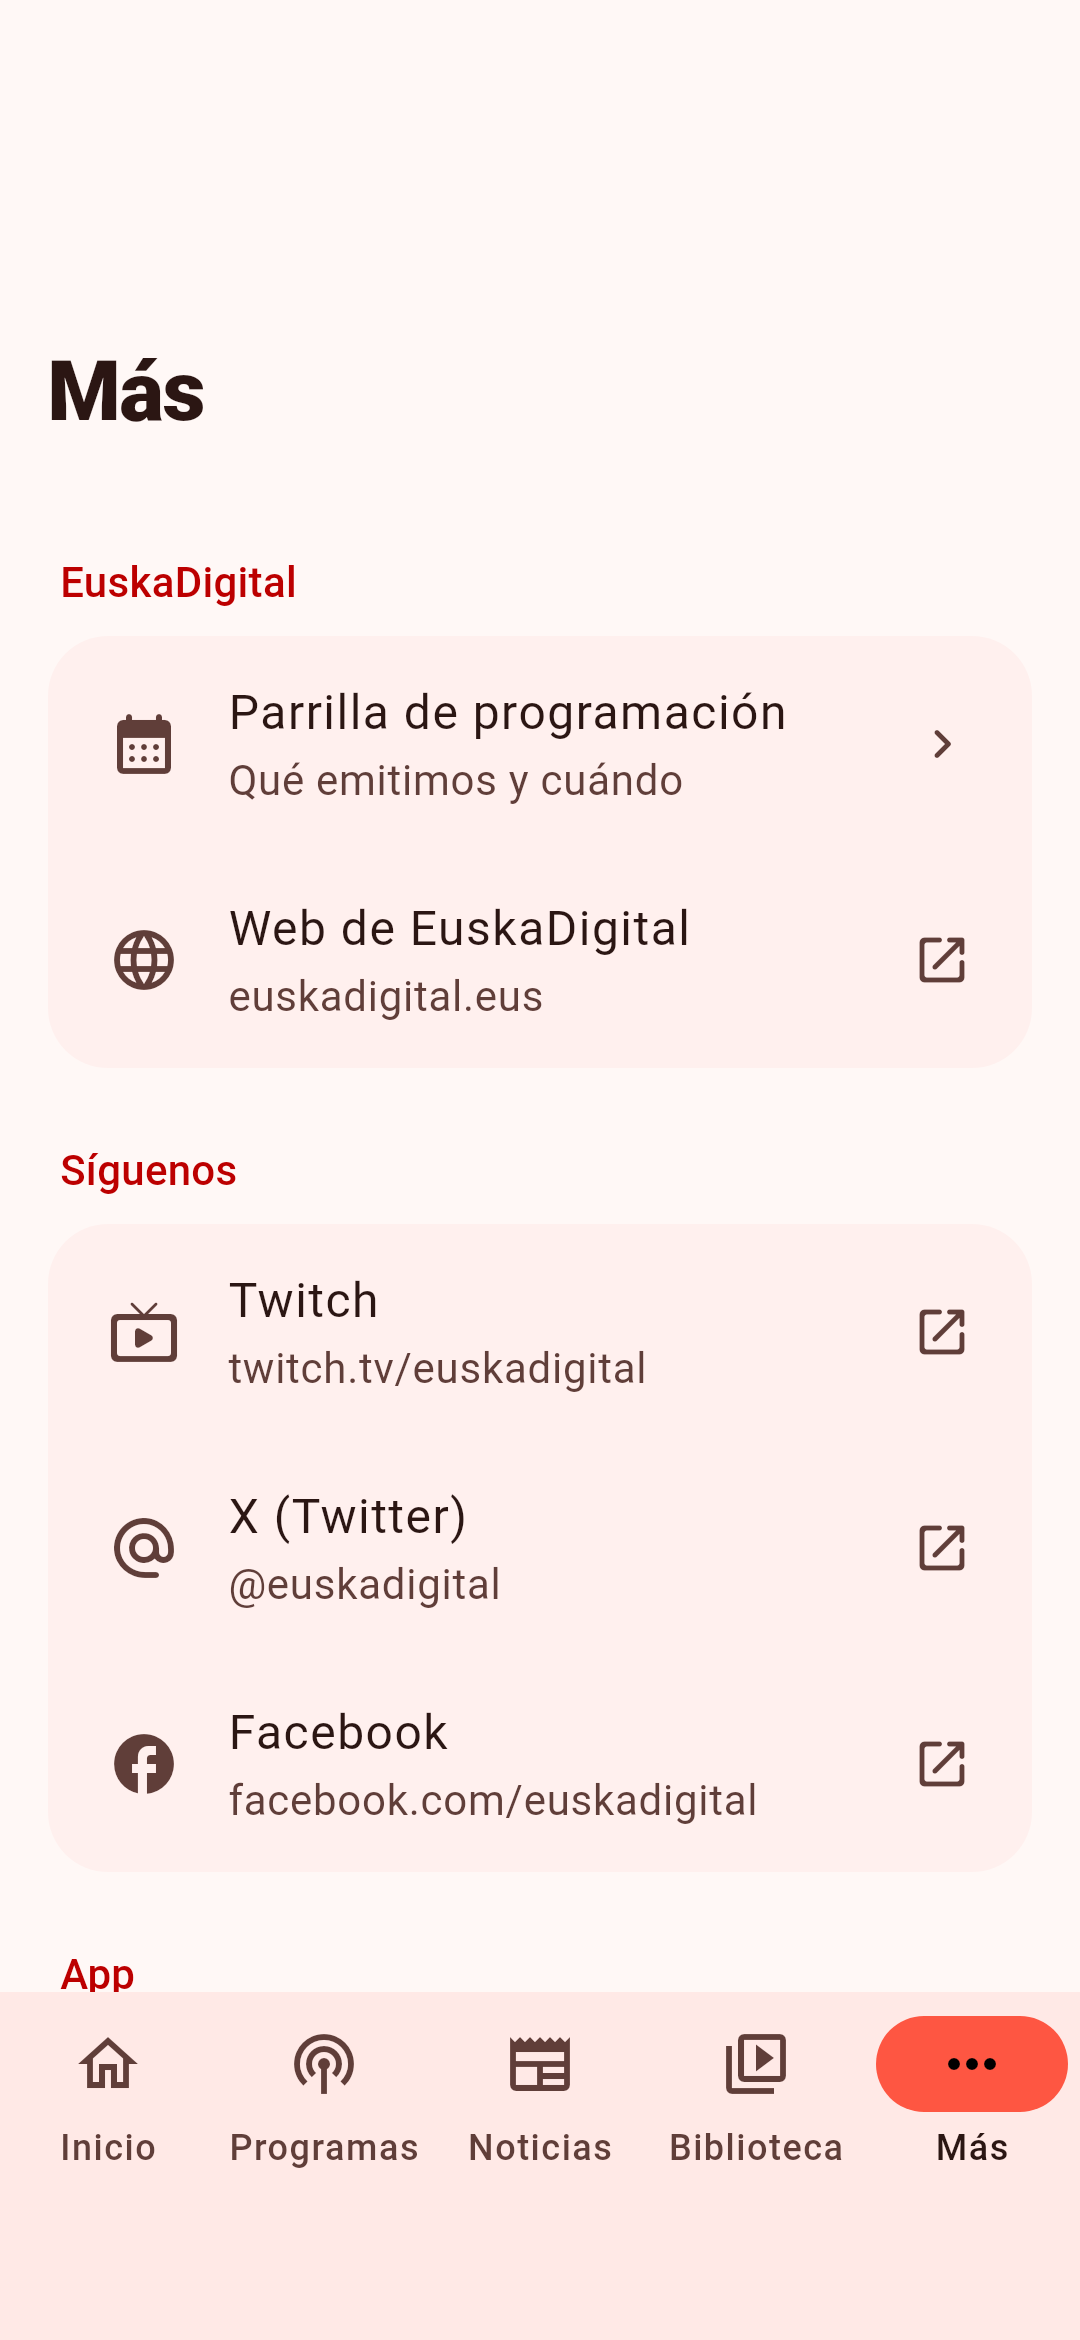 Más
EuskaDigital
Parrilla de programación
Qué emitimos y cuándo
Web de EuskaDigital
euskadigital.eus
Síguenos
Twitch
twitch.tv/euskadigital
X (Twitter)
@euskadigital
Facebook
facebook.com/euskadigital
App
Inicio
Programas
Noticias
Biblioteca
Más